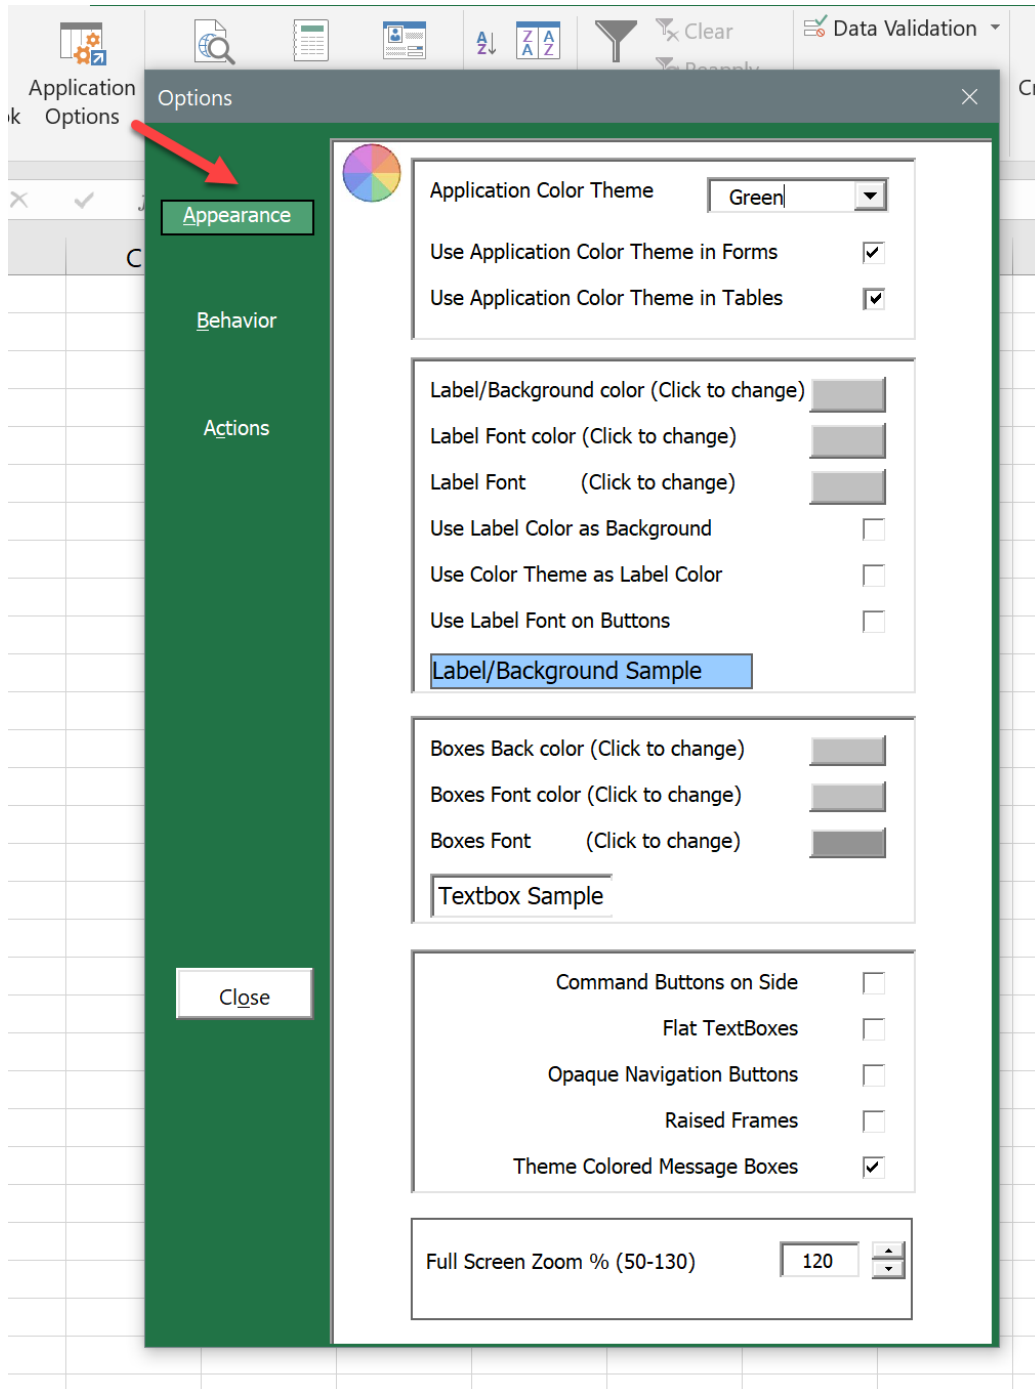 Clear
Data Validation
Z A
A Z
A
Z
Reapply
Application
Options
Options
Appearance
Behavior
Actions
Close
C
Application Color Theme
Green
Use Application Color Theme in Forms
Use Application Color Theme in Tables
Label/Background color (Click to change)
Label Font color (Click to change)
Label Font (Click to change)
Use Label Color as Background
Use Color Theme as Label Color
Use Label Font on Buttons
Label/Background Sample
Boxes Back color (Click to change)
Boxes Font color (Click to change)
Boxes Font (Click to change)
Textbox Sample
Command Buttons on Side
Flat TextBoxes
Opaque Navigation Buttons
Raised Frames
Theme Colored Message Boxes
Full Screen Zoom % (50-130)
120